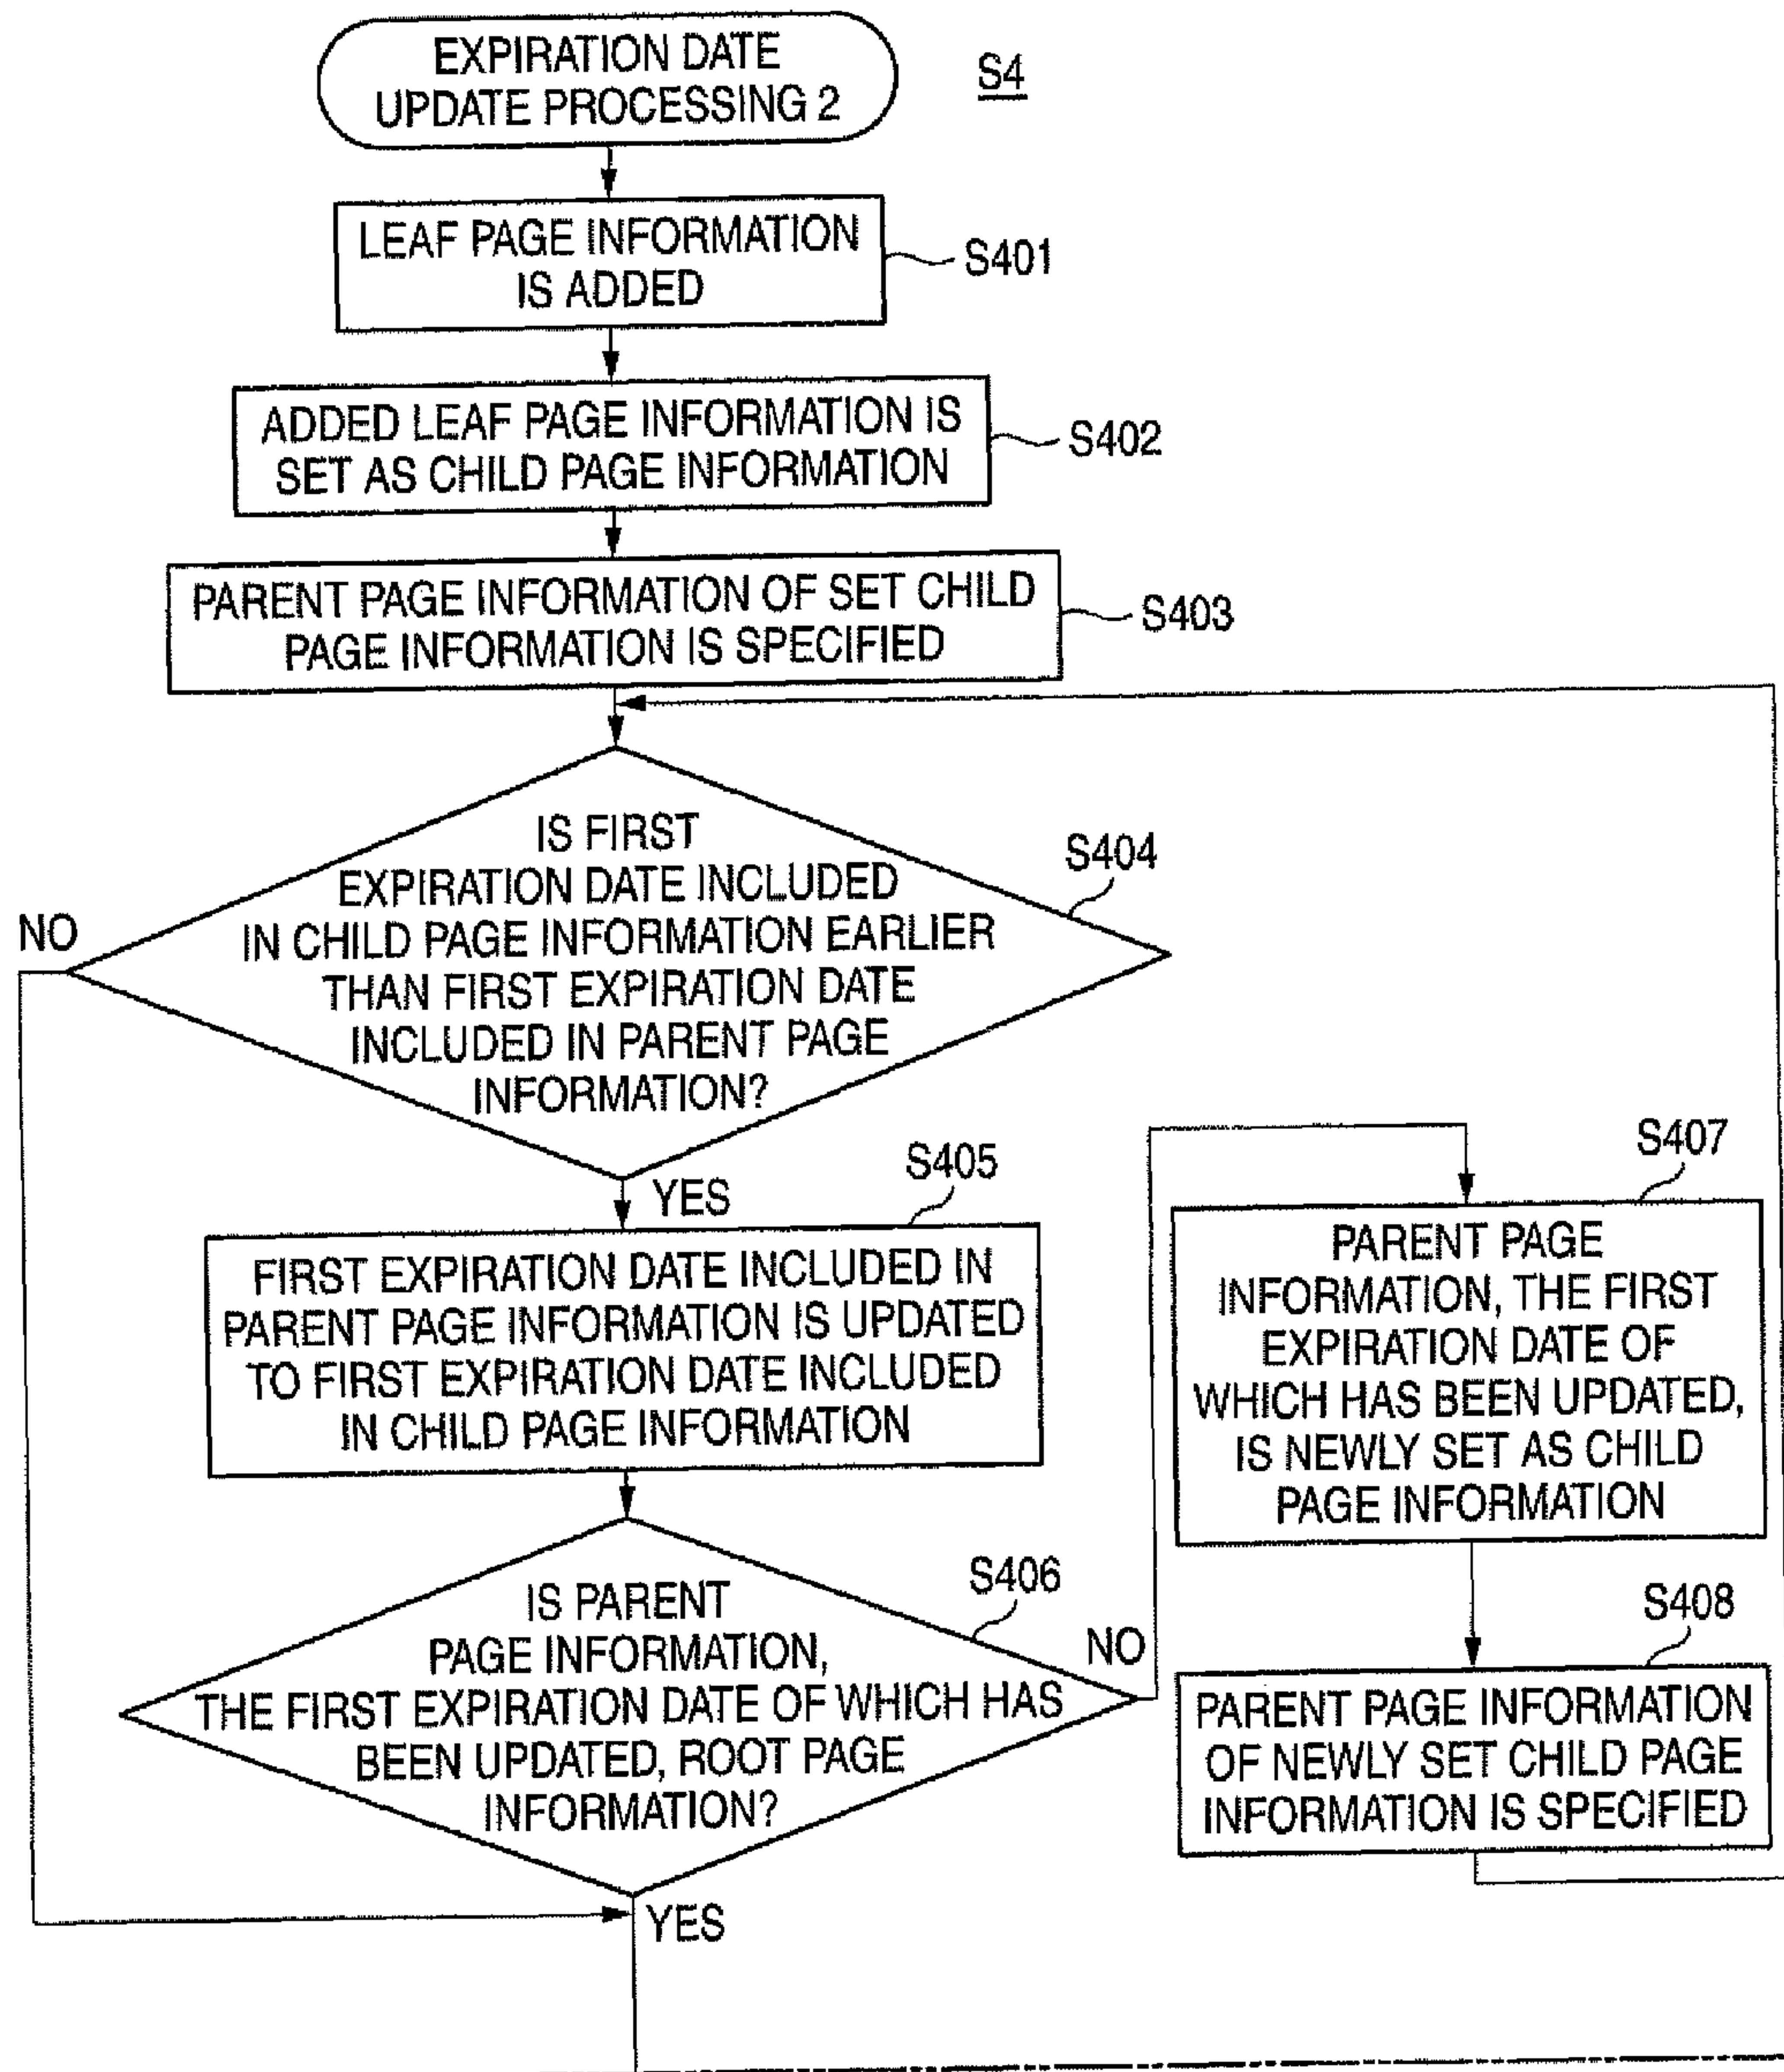 EXPIRATION DATE
UPDATE PROCESSING 2
S4
LEAF PAGE INFORMATION
IS ADDED
S401
ADDED LEAF PAGE INFORMATION IS
SET AS CHILD PAGE INFORMATION
S402
PARENT PAGE INFORMATION OF SET CHILD
PAGE INFORMATION IS SPECIFIED
S403
IS FIRST
EXPIRATION DATE INCLUDED
IN CHILD PAGE INFORMATION EARLIER
THAN FIRST EXPIRATION DATE
INCLUDED IN PARENT PAGE
INFORMATION?
S404
NO
YES
S405
FIRST EXPIRATION DATE INCLUDED IN
PARENT PAGE INFORMATION IS UPDATED
TO FIRST EXPIRATION DATE INCLUDED
IN CHILD PAGE INFORMATION
S407
PARENT PAGE
INFORMATION, THE FIRST
EXPIRATION DATE OF
WHICH HAS BEEN UPDATED,
IS NEWLY SET AS CHILD
PAGE INFORMATION
IS PARENT
PAGE INFORMATION,
THE FIRST EXPIRATION DATE OF WHICH HAS
BEEN UPDATED, ROOT PAGE
INFORMATION?
S406
NO
YES
S408
PARENT PAGE INFORMATION
OF NEWLY SET CHILD PAGE
INFORMATION IS SPECIFIED